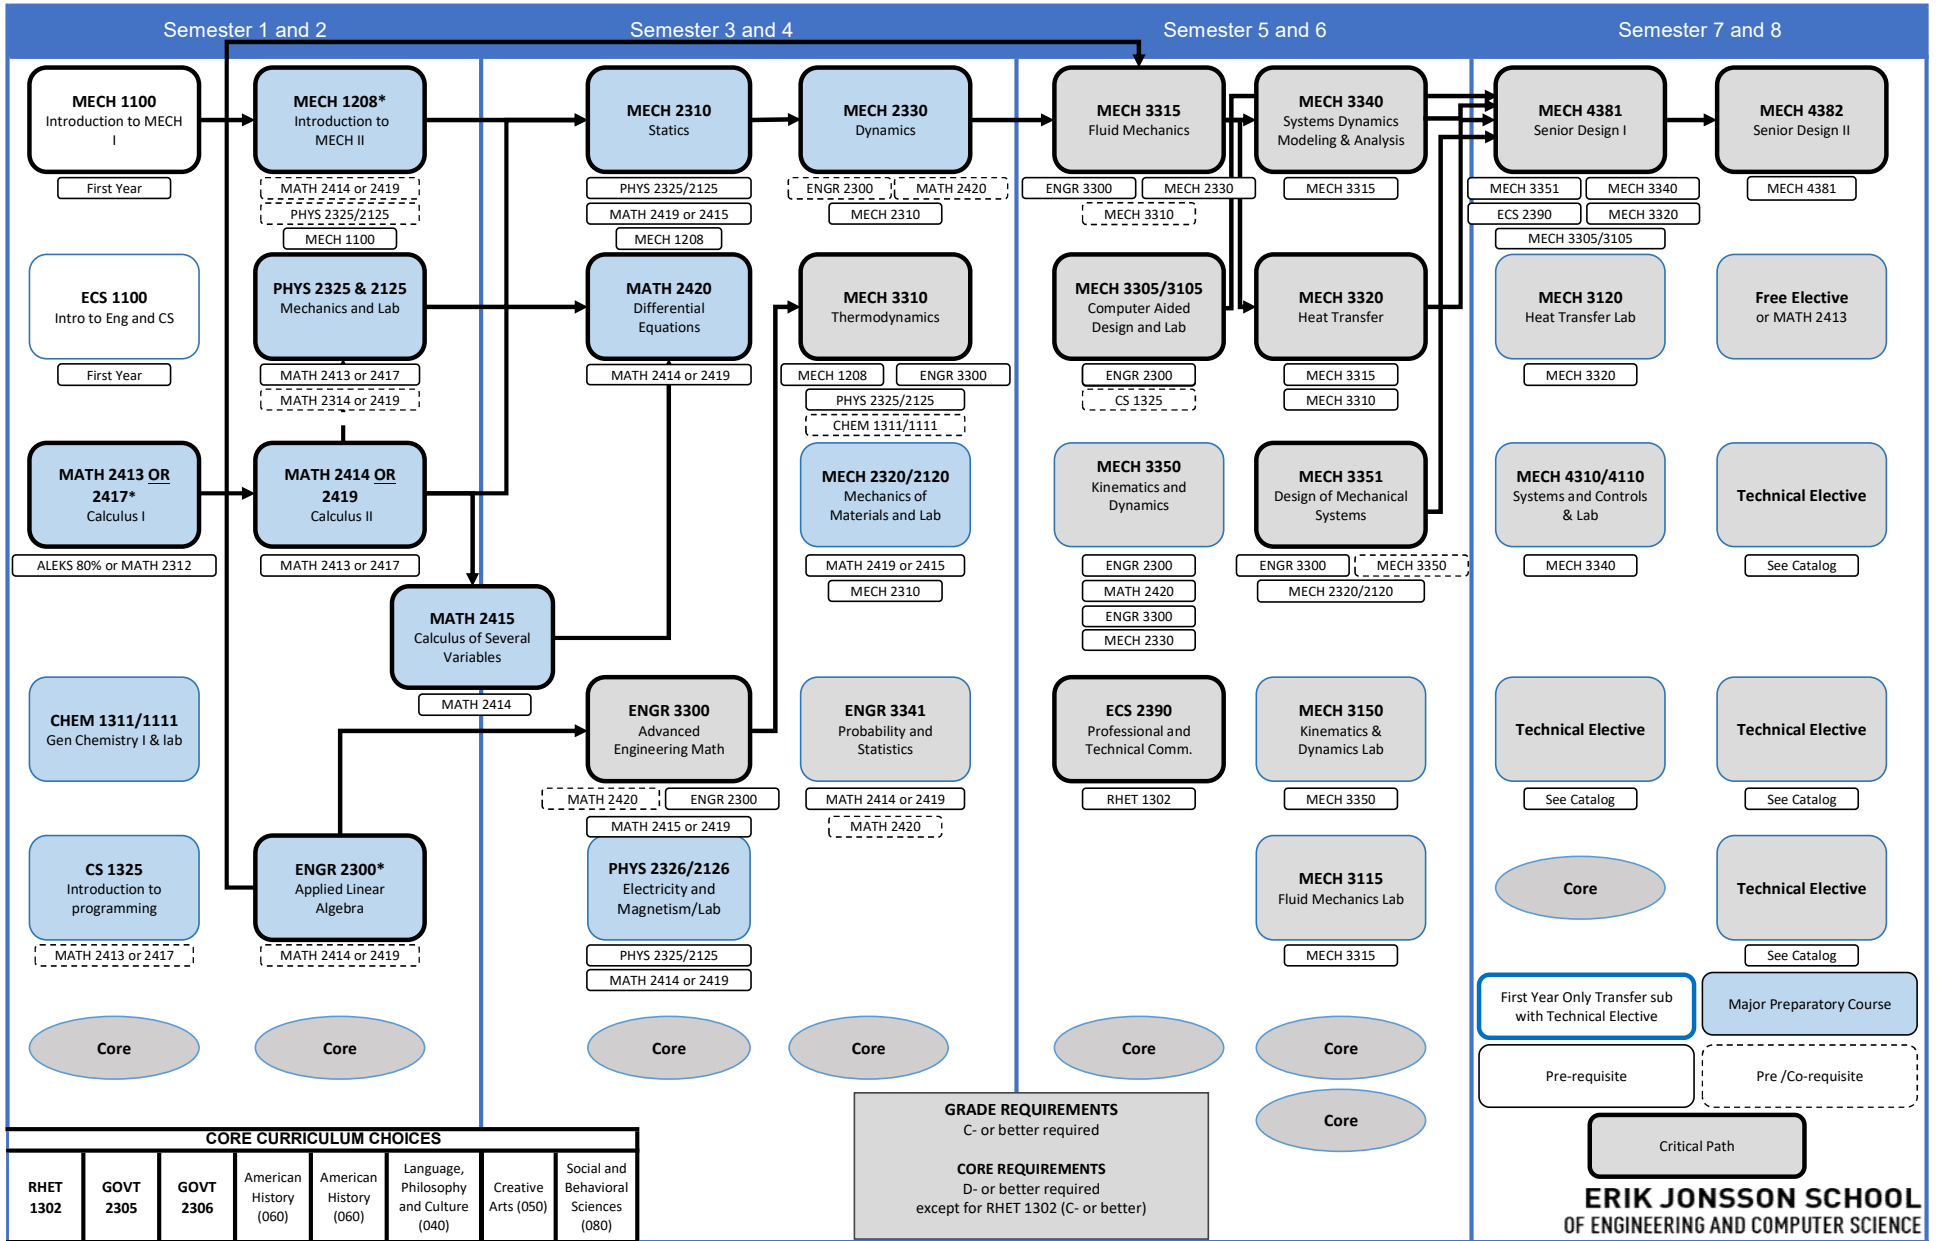 Semester 1 and 2
Semester 3 and 4
Semester 5 and 6
Semester 7 and 8
MECH 1100
Introduction to MECH
I
First Year
MECH 1208*
Introduction to
MECH II
MATH 2414 or 2419
PHYS 2325/2125
MECH 1100
MECH 2310
Statics
PHYS 2325/2125
MATH 2419 or 2415
MECH 1208
MECH 2330
Dynamics
ENGR 2300
MATH 2420
MECH 2310
MECH 3315
Fluid Mechanics
ENGR 3300
MECH 2330
MECH 3310
MECH 3340
Systems Dynamics
Modeling & Analysis
MECH 3315
MECH 4381
Senior Design I
MECH 3351
MECH 3340
ECS 2390
MECH 3320
MECH 3305/3105
MECH 4382
Senior Design II
MECH 4381
ECS 1100
Intro to Eng and CS
First Year
PHYS 2325 & 2125
Mechanics and Lab
MATH 2413 or 2417
MATH 2314 or 2419
MATH 2420
Differential
Equations
MATH 2414 or 2419
MECH 3310
Thermodynamics
MECH 1208
ENGR 3300
PHYS 2325/2125
CHEM 1311/1111
MECH 3305/3105
Computer Aided
Design and Lab
ENGR 2300
CS 1325
MECH 3320
Heat Transfer
MECH 3315
MECH 3310
MECH 3120
Heat Transfer Lab
MECH 3320
Free Elective
or MATH 2413
MATH 2413 OR
2417*
Calculus I
ALEKS 80% or MATH 2312
MATH 2414 OR
2419
Calculus II
MATH 2413 or 2417
MATH 2415
Calculus of Several
Variables
MATH 2414
MECH 2320/2120
Mechanics of
Materials and Lab
MATH 2419 or 2415
MECH 2310
MECH 3350
Kinematics and
Dynamics
ENGR 2300
MATH 2420
ENGR 3300
MECH 2330
MECH 3351
Design of Mechanical
Systems
ENGR 3300
MECH 3350
MECH 2320/2120
MECH 4310/4110
Systems and Controls
& Lab
MECH 3340
Technical Elective
See Catalog
CHEM 1311/1111
Gen Chemistry I & lab
ENGR 3300
Advanced
Engineering Math
MATH 2420
ENGR 2300
MATH 2415 or 2419
ENGR 3341
Probability and
Statistics
MATH 2414 or 2419
MATH 2420
ECS 2390
Professional and
Technical Comm.
RHET 1302
MECH 3150
Kinematics &
Dynamics Lab
MECH 3350
Technical Elective
See Catalog
Technical Elective
See Catalog
CS 1325
Introduction to
programming
MATH 2413 or 2417
ENGR 2300*
Applied Linear
Algebra
MATH 2414 or 2419
PHYS 2326/2126
Electricity and
Magnetism/Lab
PHYS 2325/2125
MATH 2414 or 2419
MECH 3115
Fluid Mechanics Lab
MECH 3315
Core
Technical Elective
See Catalog
Core
Core
Core
Core
Core
Core
Core
First Year Only Transfer sub
with Technical Elective
Major Preparatory Course
Pre-requisite
Pre /Co-requisite
Critical Path
GRADE REQUIREMENTS
C- or better required
CORE REQUIREMENTS
D- or better required
except for RHET 1302 (C- or better)
CORE CURRICULUM CHOICES
RHET
1302
GOVT
2305
GOVT
2306
American
History
(060)
American
History
(060)
Language,
Philosophy
and Culture
(040)
Creative
Arts (050)
Social and
Behavioral
Sciences
(080)
ERIK JONSSON SCHOOL
OF ENGINEERING AND COMPUTER SCIENCE